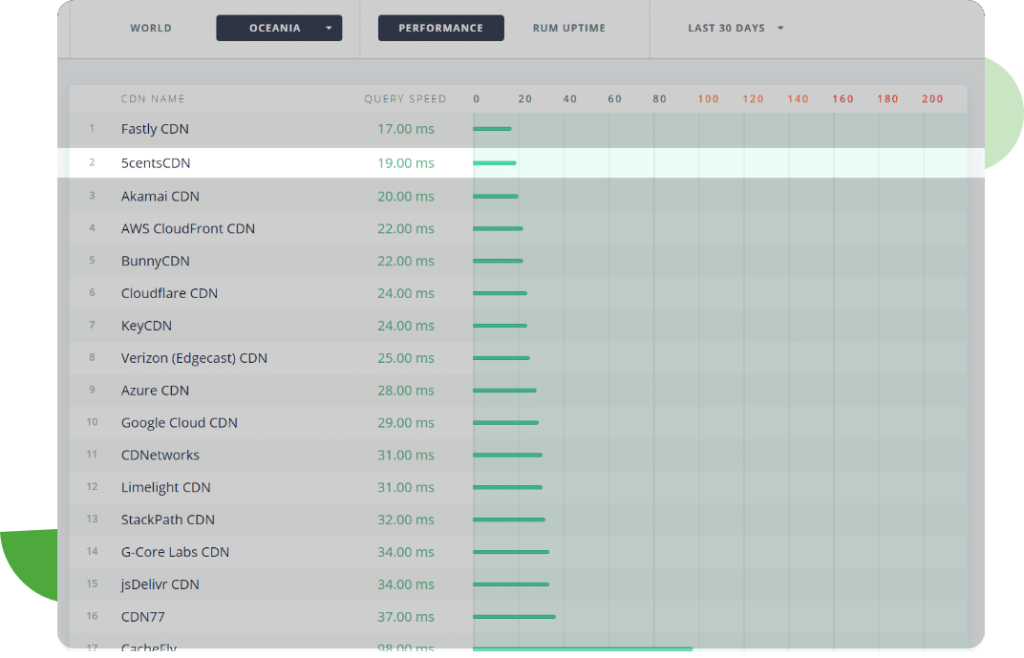 WORLD OCEANIA PERFORMANCE RUM UPTIME LAST 30 DAYS
CDN NAME QUERY SPEED 0 20 40 60 80 100 120 140 160 180 200
1 Fastly CDN 17.00 ms
2 5centsCDN 19.00 ms
3 Akamai CDN 20.00 ms
4 AWS CloudFront CDN 22.00 ms
5 BunnyCDN 22.00 ms
6 Cloudflare CDN 24.00 ms
7 KeyCDN 24.00 ms
8 Verizon (Edgecast) CDN 25.00 ms
9 Azure CDN 28.00 ms
10 Google Cloud CDN 29.00 ms
11 CDNetworks 31.00 ms
12 Limelight CDN 31.00 ms
13 StackPath CDN 32.00 ms
14 G-Core Labs CDN 34.00 ms
15 jsDelivr CDN 34.00 ms
16 CDN77 37.00 ms
17 CacheFly 98.00 ms